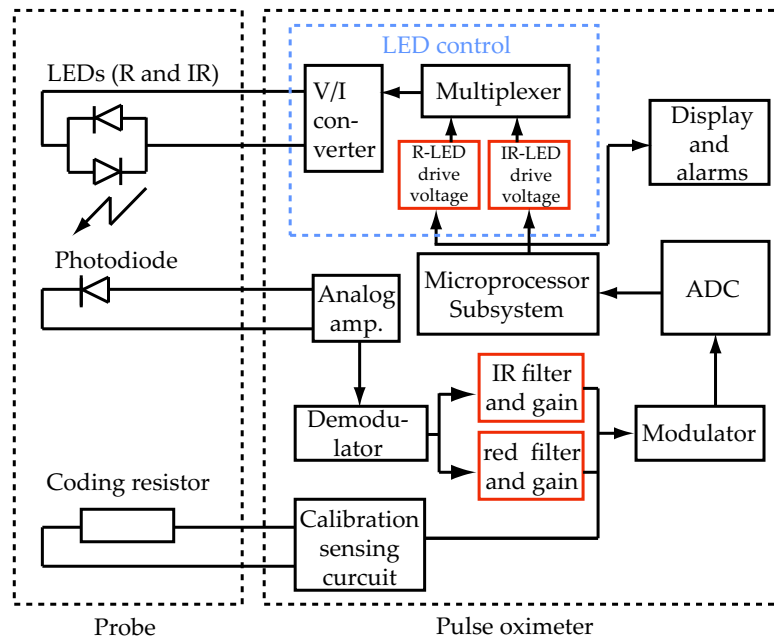 LED control
LEDs (R and IR)
V/I
con-
verter
Multiplexer
R-LED
drive
voltage
IR-LED
drive
voltage
Display
and
alarms
Photodiode
Analog
amp.
Microprocessor
Subsystem
ADC
IR filter
and gain
Demodu-
lator
red filter
and gain
Modulator
Coding resistor
Calibration
sensing
curcuit
Probe
Pulse oximeter